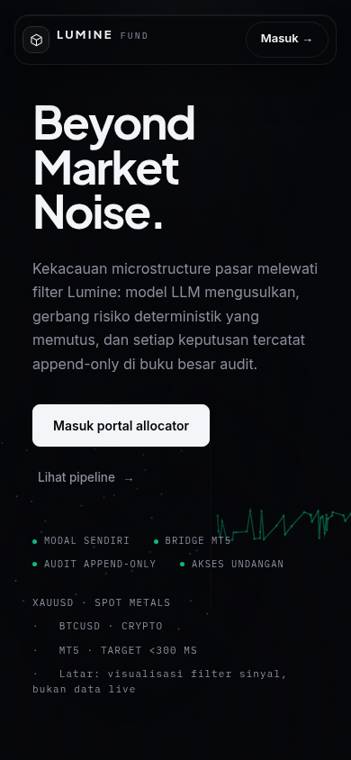 LUMINE FUND
Masuk →
Beyond
Market
Noise.
Kekacauan microstructure pasar melewati
filter Lumine: model LLM mengusulkan,
gerbang risiko deterministik yang
memutus, dan setiap keputusan tercatat
append-only di buku besar audit.
Masuk portal allocator
Lihat pipeline →
MODAL SENDIRI
BRIDGE MT5
AUDIT APPEND-ONLY
AKSES UNDANGAN
XAUUSD · SPOT METALS
· BTCUSD · CRYPTO
· MT5 · TARGET <300 MS
· Latar: visualisasi filter sinyal,
bukan data live